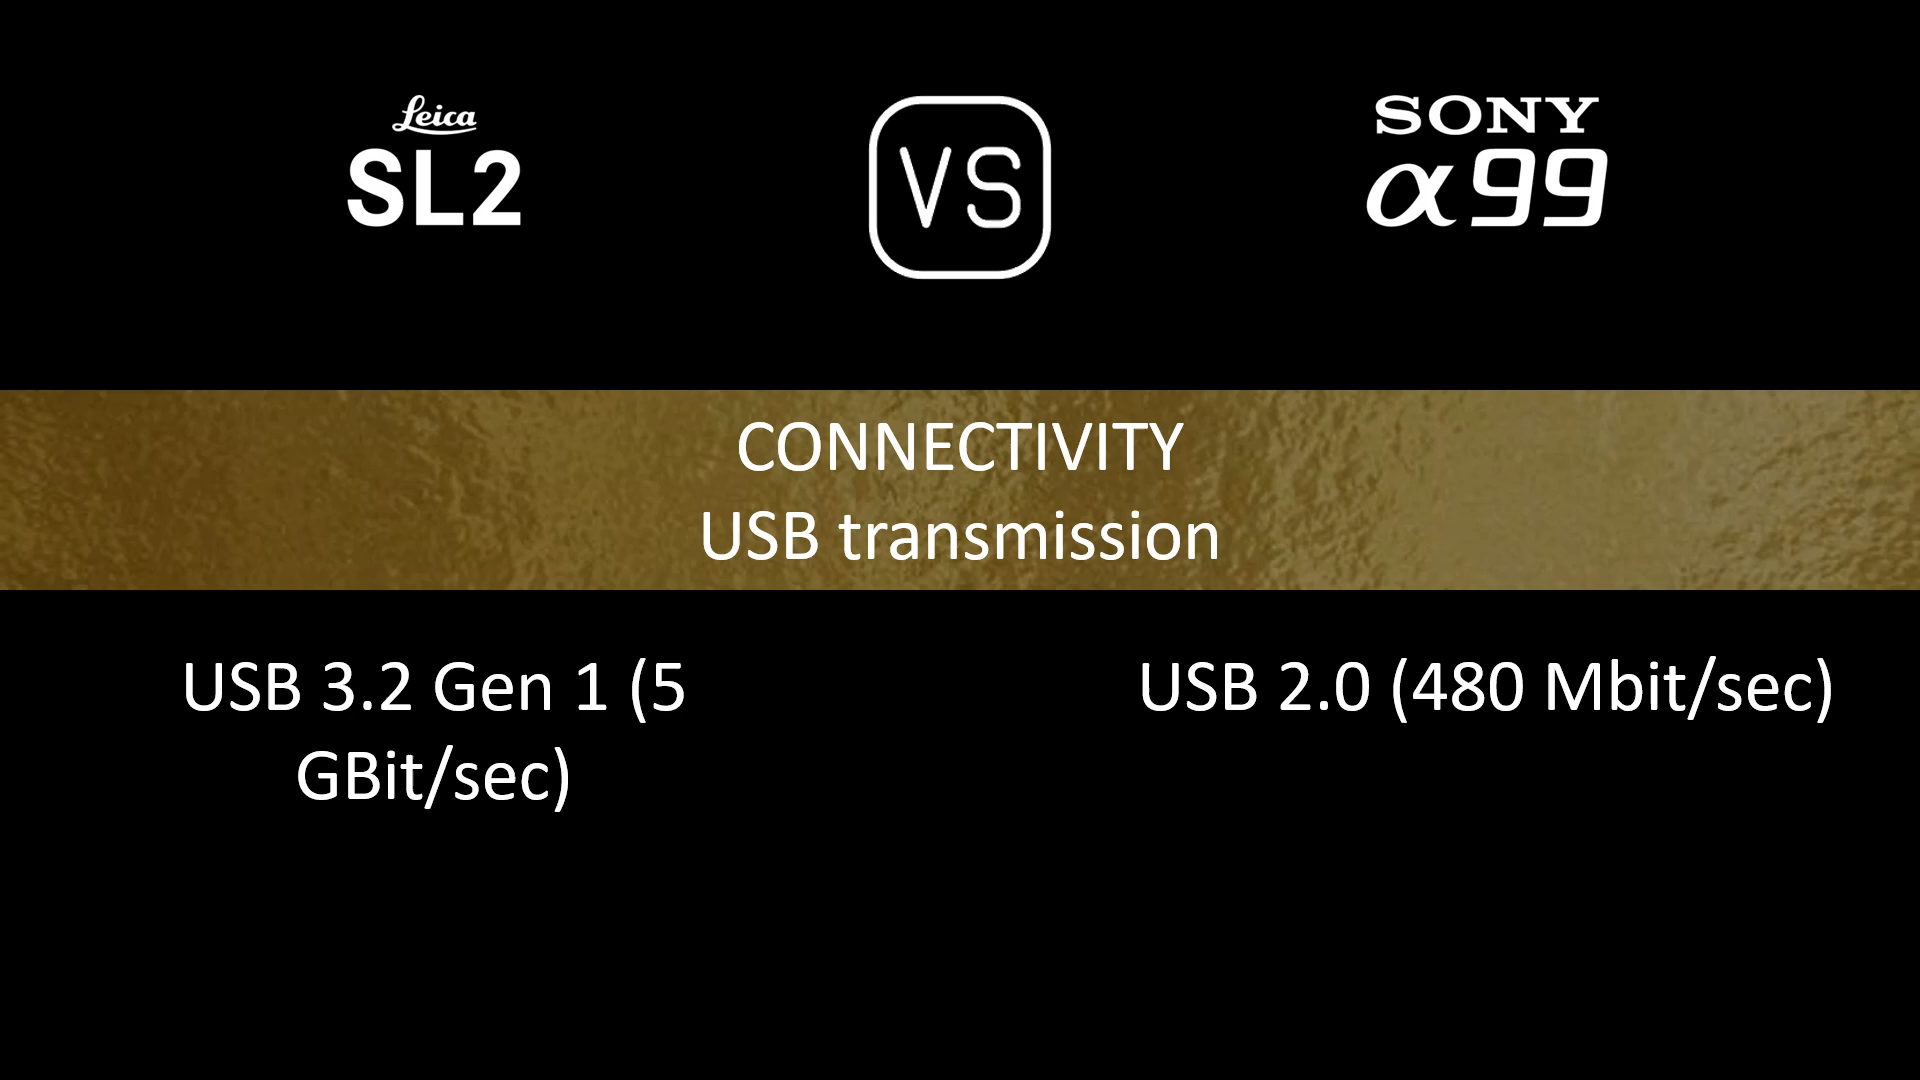 Leica
SL2
VS
SONY
α99
CONNECTIVITY
USB transmission
USB 3.2 Gen 1 (5
GBit/sec)
USB 2.0 (480 Mbit/sec)